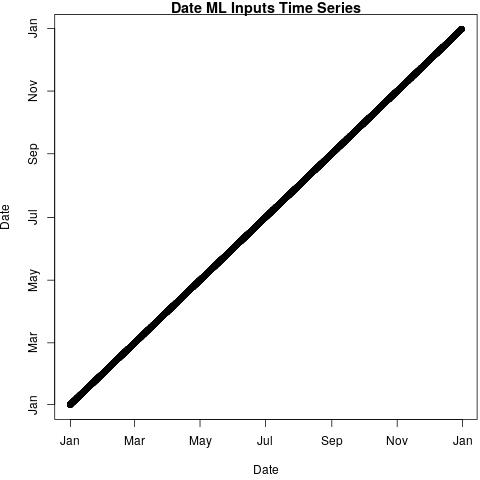 Date ML Inputs Time Series
Jan
Nov
Sep
Jul
May
Mar
Jan
Date
Jan Mar May Jul Sep Nov Jan
Date